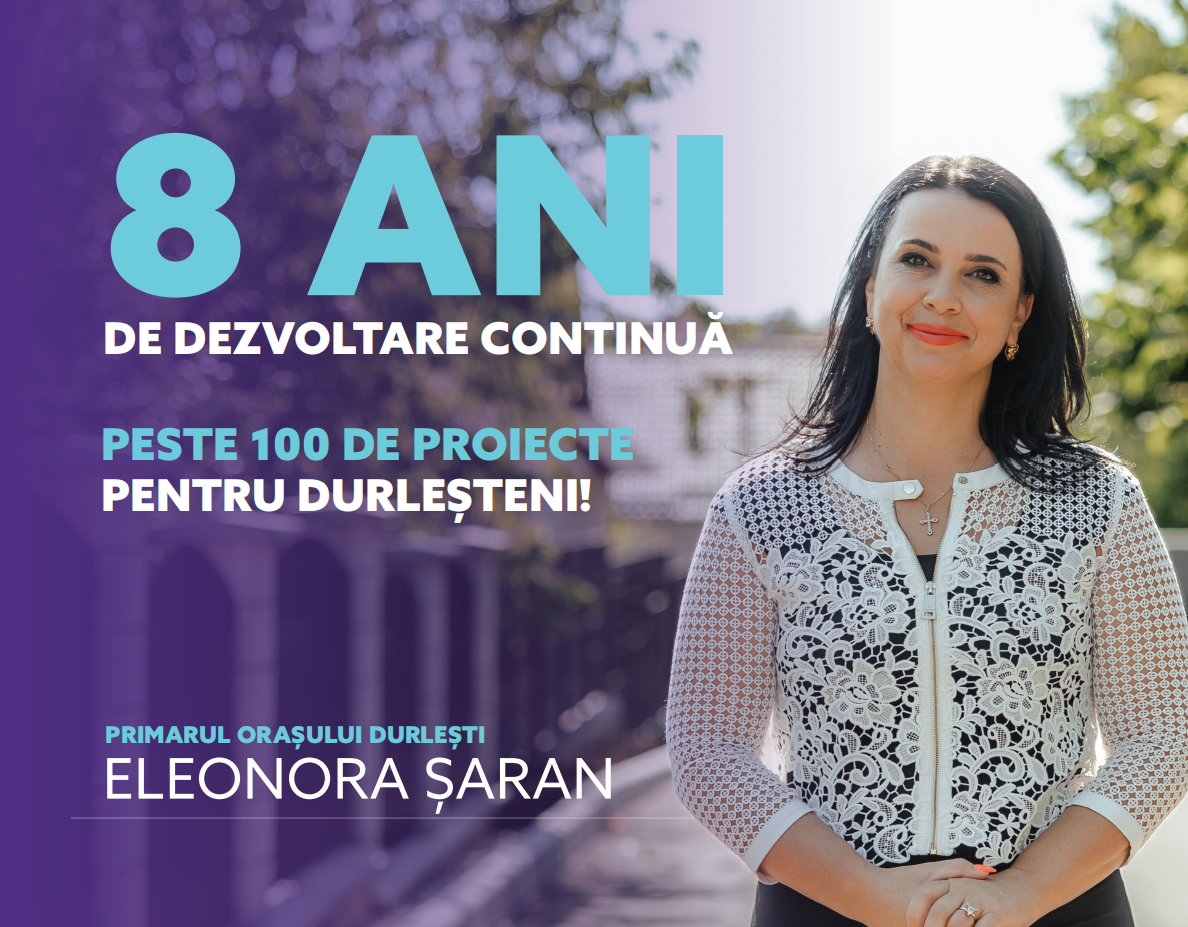 8 ANI
DE DEZVOLTARE CONTINUĂ
PESTE 100 DE PROIECTE
PENTRU DURLEȘTENI!
PRIMARUL ORAȘULUI DURLEȘTI
ELEONORA ȘARAN